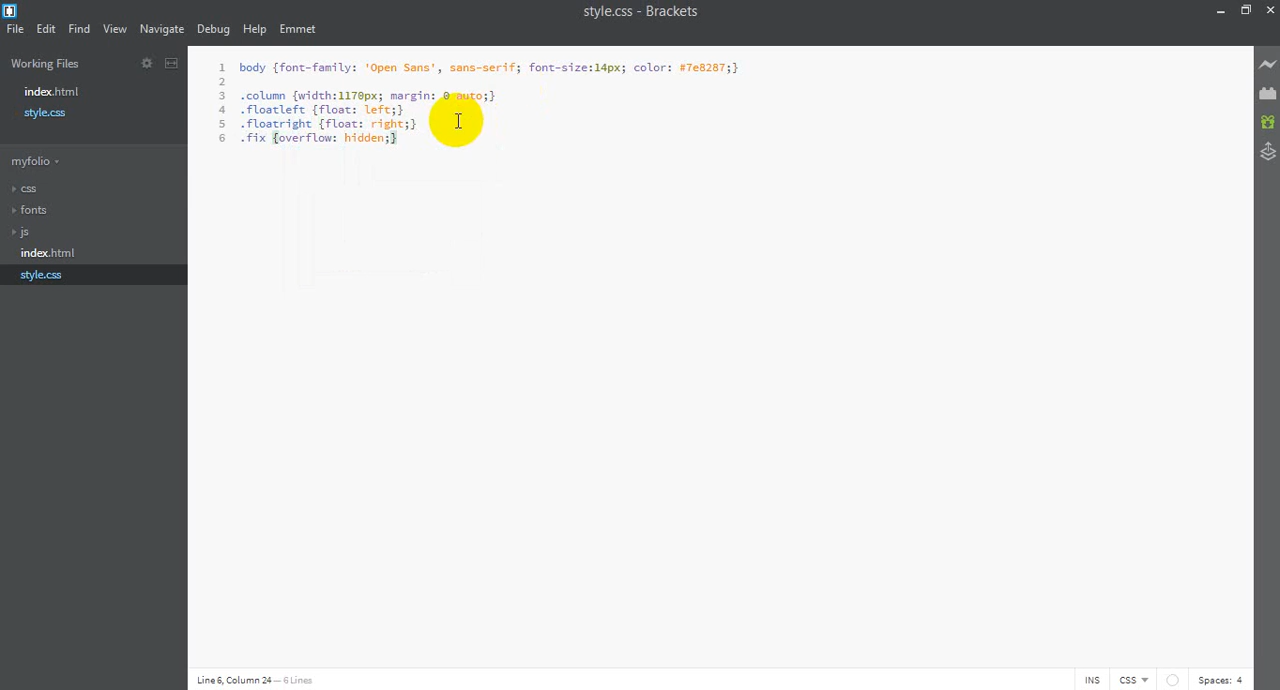 style.css - Brackets
File Edit Find View Navigate Debug Help Emmet
Working Files
index.html
style.css
myfolio
css
fonts
js
index.html
style.css
1 body {font-family: 'Open Sans', sans-serif; font-size:14px; color: #7e8287;}
2
3 .column {width:1170px; margin: 0 auto;}
4 .floatleft {float: left;}
5 .floatright {float: right;}
6 .fix {overflow: hidden;}
Line 6, Column 24 — 6 Lines
INS CSS Spaces: 4